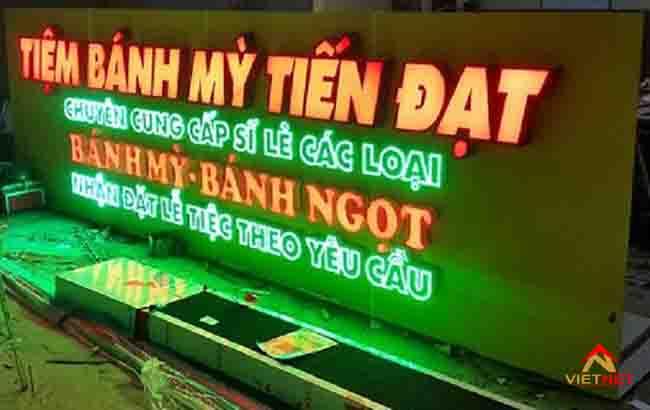 TIỆM BÁNH MỲ TIẾN ĐẠT
CHUYÊN CUNG CẤP SĨ LẺ CÁC LOẠI
BÁNH MỲ - BÁNH NGỌT
NHẬN ĐẶT LỄ TIỆC THEO YÊU CẦU
VIETNET